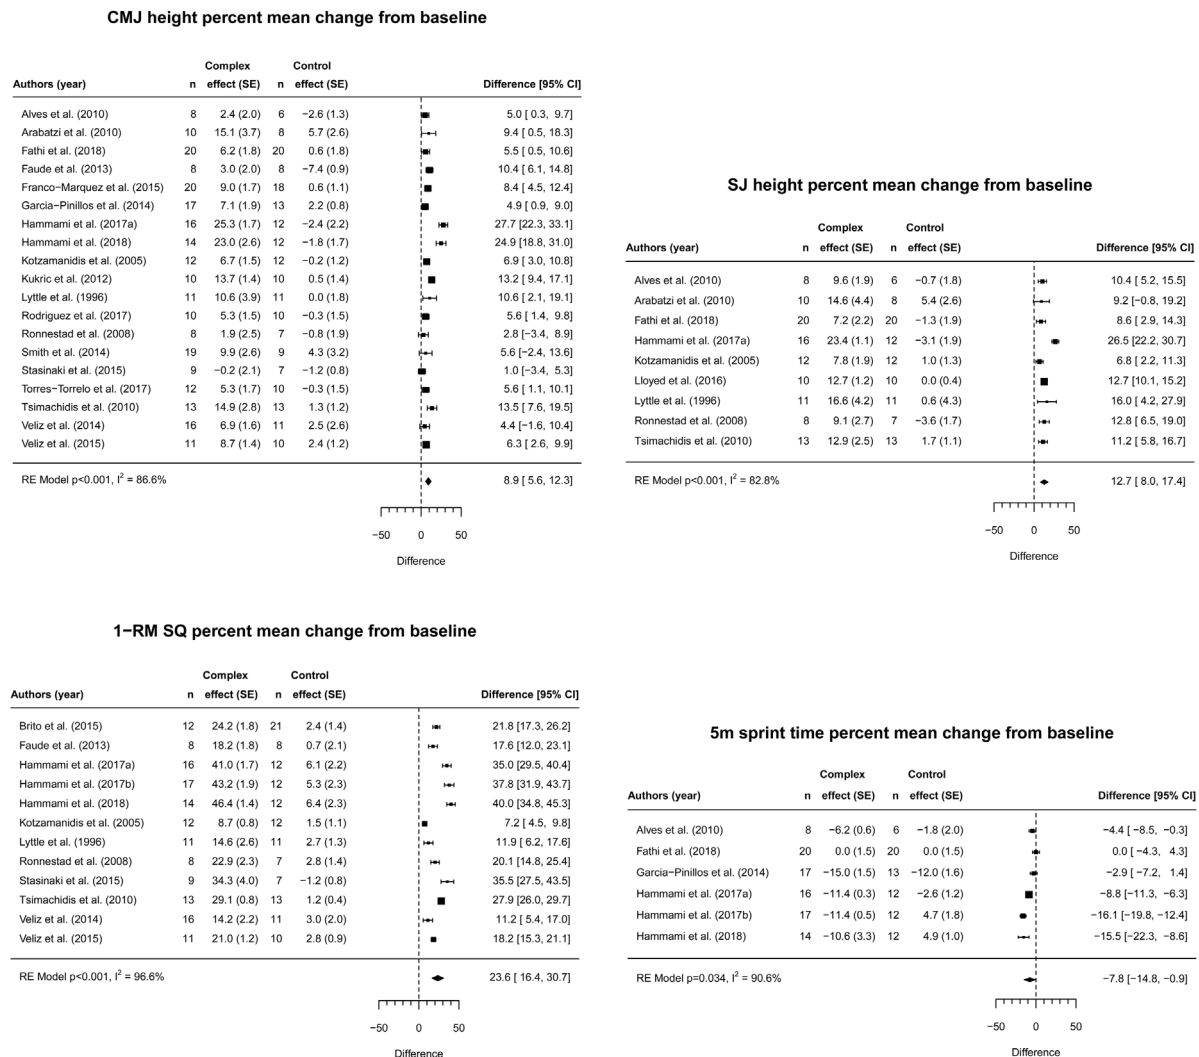 CMJ height percent mean change from baseline
Complex Control
Authors (year) n effect (SE) n effect (SE) Difference [95% CI]
Alves et al. (2010) 8 2.4 (2.0) 6 −2.6 (1.3) 5.0 [ 0.3, 9.7]
Arabatzi et al. (2010) 10 15.1 (3.7) 8 5.7 (2.6) 9.4 [ 0.5, 18.3]
Fathi et al. (2018) 20 6.2 (1.8) 20 0.6 (1.8) 5.5 [ 0.5, 10.6]
Faude et al. (2013) 8 3.0 (2.0) 8 −7.4 (0.9) 10.4 [ 6.1, 14.8]
Franco−Marquez et al. (2015) 20 9.0 (1.7) 18 0.6 (1.1) 8.4 [ 4.5, 12.4]
Garcia−Pinillos et al. (2014) 17 7.1 (1.9) 13 2.2 (0.8) 4.9 [ 0.9, 9.0]
Hammami et al. (2017a) 16 25.3 (1.7) 12 −2.4 (2.2) 27.7 [22.3, 33.1]
Hammami et al. (2018) 14 23.0 (2.6) 12 −1.8 (1.7) 24.9 [18.8, 31.0]
Kotzamanidis et al. (2005) 12 6.7 (1.5) 12 −0.2 (1.2) 6.9 [ 3.0, 10.8]
Kukric et al. (2012) 10 13.7 (1.4) 10 0.5 (1.4) 13.2 [ 9.4, 17.1]
Lyttle et al. (1996) 11 10.6 (3.9) 11 0.0 (1.8) 10.6 [ 2.1, 19.1]
Rodriguez et al. (2017) 10 5.3 (1.5) 10 −0.3 (1.5) 5.6 [ 1.4, 9.8]
Ronnestad et al. (2008) 8 1.9 (2.5) 7 −0.8 (1.9) 2.8 [−3.4, 8.9]
Smith et al. (2014) 19 9.9 (2.6) 9 4.3 (3.2) 5.6 [−2.4, 13.6]
Stasinaki et al. (2015) 9 −0.2 (2.1) 7 −1.2 (0.8) 1.0 [−3.4, 5.3]
Torres−Torrelo et al. (2017) 12 5.3 (1.7) 10 −0.3 (1.5) 5.6 [ 1.1, 10.1]
Tsimachidis et al. (2010) 13 14.9 (2.8) 13 1.3 (1.2) 13.5 [ 7.6, 19.5]
Veliz et al. (2014) 16 6.9 (1.6) 11 2.5 (2.6) 4.4 [−1.6, 10.4]
Veliz et al. (2015) 11 8.7 (1.4) 10 2.4 (1.2) 6.3 [ 2.6, 9.9]
RE Model p<0.001, I² = 86.6% 8.9 [ 5.6, 12.3]
−50 0 50
Difference
SJ height percent mean change from baseline
Complex Control
Authors (year) n effect (SE) n effect (SE) Difference [95% CI]
Alves et al. (2010) 8 9.6 (1.9) 6 −0.7 (1.8) 10.4 [ 5.2, 15.5]
Arabatzi et al. (2010) 10 14.6 (4.4) 8 5.4 (2.6) 9.2 [−0.8, 19.2]
Fathi et al. (2018) 20 7.2 (2.2) 20 −1.3 (1.9) 8.6 [ 2.9, 14.3]
Hammami et al. (2017a) 16 23.4 (1.1) 12 −3.1 (1.9) 26.5 [22.2, 30.7]
Kotzamanidis et al. (2005) 12 7.8 (1.9) 12 1.0 (1.3) 6.8 [ 2.2, 11.3]
Lloyed et al. (2016) 10 12.7 (1.2) 10 0.0 (0.4) 12.7 [10.1, 15.2]
Lyttle et al. (1996) 11 16.6 (4.2) 11 0.6 (4.3) 16.0 [ 4.2, 27.9]
Ronnestad et al. (2008) 8 9.1 (2.7) 7 −3.6 (1.7) 12.8 [ 6.5, 19.0]
Tsimachidis et al. (2010) 13 12.9 (2.5) 13 1.7 (1.1) 11.2 [ 5.8, 16.7]
RE Model p<0.001, I² = 82.8% 12.7 [ 8.0, 17.4]
−50 0 50
Difference
1−RM SQ percent mean change from baseline
Complex Control
Authors (year) n effect (SE) n effect (SE) Difference [95% CI]
Brito et al. (2015) 12 24.2 (1.8) 21 2.4 (1.4) 21.8 [17.3, 26.2]
Faude et al. (2013) 8 18.2 (1.8) 8 0.7 (2.1) 17.6 [12.0, 23.1]
Hammami et al. (2017a) 16 41.0 (1.7) 12 6.1 (2.2) 35.0 [29.5, 40.4]
Hammami et al. (2017b) 17 43.2 (1.9) 12 5.3 (2.3) 37.8 [31.9, 43.7]
Hammami et al. (2018) 14 46.4 (1.4) 12 6.4 (2.3) 40.0 [34.8, 45.3]
Kotzamanidis et al. (2005) 12 8.7 (0.8) 12 1.5 (1.1) 7.2 [ 4.5, 9.8]
Lyttle et al. (1996) 11 14.6 (2.6) 11 2.7 (1.3) 11.9 [ 6.2, 17.6]
Ronnestad et al. (2008) 8 22.9 (2.3) 7 2.8 (1.4) 20.1 [14.8, 25.4]
Stasinaki et al. (2015) 9 34.3 (4.0) 7 −1.2 (0.8) 35.5 [27.5, 43.5]
Tsimachidis et al. (2010) 13 29.1 (0.8) 13 1.2 (0.4) 27.9 [26.0, 29.7]
Veliz et al. (2014) 16 14.2 (2.2) 11 3.0 (2.0) 11.2 [ 5.4, 17.0]
Veliz et al. (2015) 11 21.0 (1.2) 10 2.8 (0.9) 18.2 [15.3, 21.1]
RE Model p<0.001, I² = 96.6% 23.6 [ 16.4, 30.7]
−50 0 50
Difference
5m sprint time percent mean change from baseline
Complex Control
Authors (year) n effect (SE) n effect (SE) Difference [95% CI]
Alves et al. (2010) 8 −6.2 (0.6) 6 −1.8 (2.0) −4.4 [ −8.5, −0.3]
Fathi et al. (2018) 20 0.0 (1.5) 20 0.0 (1.5) 0.0 [ −4.3, 4.3]
Garcia−Pinillos et al. (2014) 17 −15.0 (1.5) 13 −12.0 (1.6) −2.9 [ −7.2, 1.4]
Hammami et al. (2017a) 16 −11.4 (0.3) 12 −2.6 (1.2) −8.8 [−11.3, −6.3]
Hammami et al. (2017b) 17 −11.4 (0.5) 12 4.7 (1.8) −16.1 [−19.8, −12.4]
Hammami et al. (2018) 14 −10.6 (3.3) 12 4.9 (1.0) −15.5 [−22.3, −8.6]
RE Model p=0.034, I² = 90.6% −7.8 [−14.8, −0.9]
−50 0 50
Difference